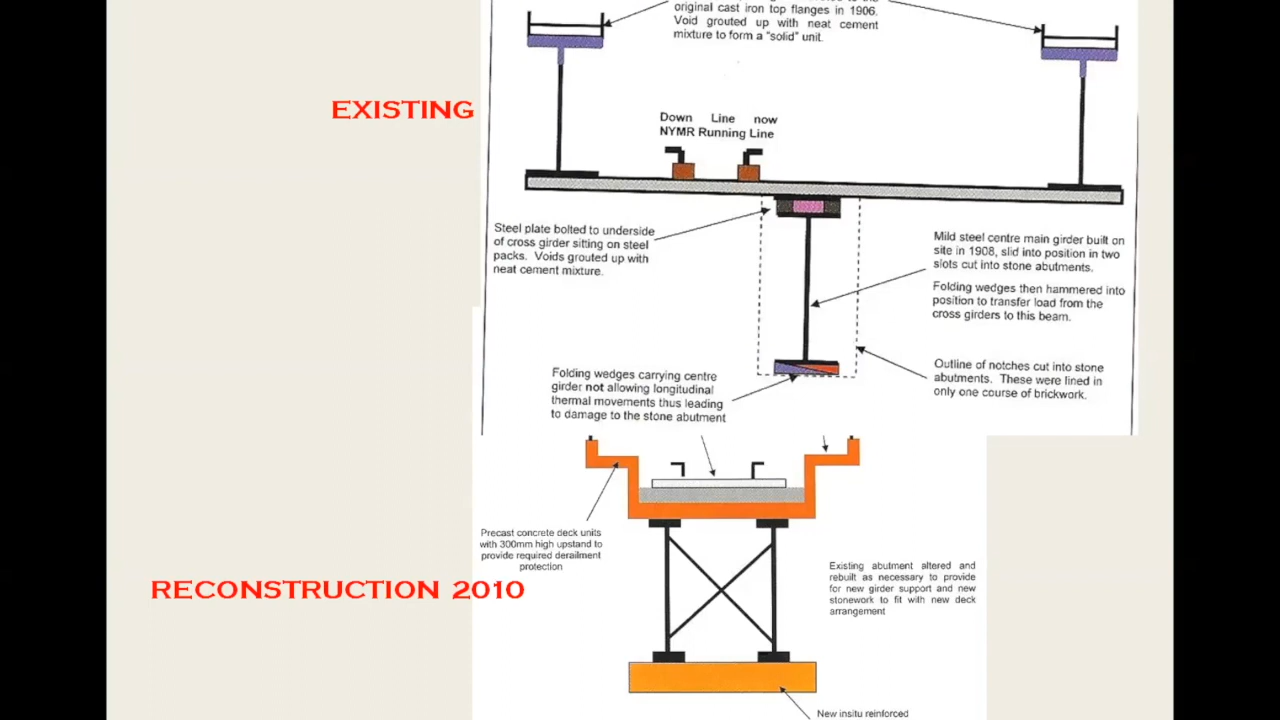 original cast iron top flanges in 1906.
Void grouted up with neat cement
mixture to form a "solid" unit.
EXISTING
Down Line now
NYMR Running Line
Steel plate bolted to underside
of cross girder sitting on steel
packs. Voids grouted up with
neat cement mixture.
Mild steel centre main girder built on
site in 1908, slid into position in two
slots cut into stone abutments.
Folding wedges then hammered into
position to transfer load from the
cross girders to this beam.
Folding wedges carrying centre
girder not allowing longitudinal
thermal movements thus leading
to damage to the stone abutment
Outline of notches cut into stone
abutments. These were lined in
only one course of brickwork.
Precast concrete deck units
with 300mm high upstand to
provide required derailment
protection
RECONSTRUCTION 2010
Existing abutment altered and
rebuilt as necessary to provide
for new girder support and new
stonework to fit with new deck
arrangement
New insitu reinforced